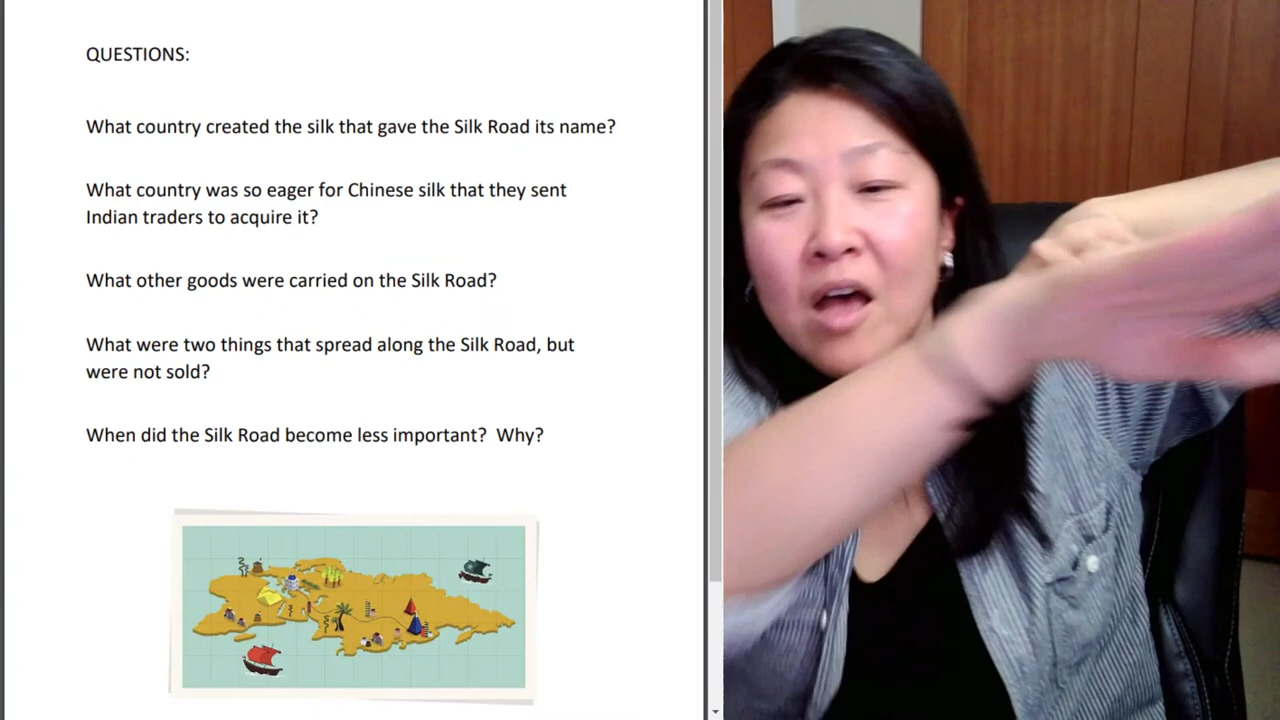 QUESTIONS:
What country created the silk that gave the Silk Road its name?
What country was so eager for Chinese silk that they sent
Indian traders to acquire it?
What other goods were carried on the Silk Road?
What were two things that spread along the Silk Road, but
were not sold?
When did the Silk Road become less important?  Why?